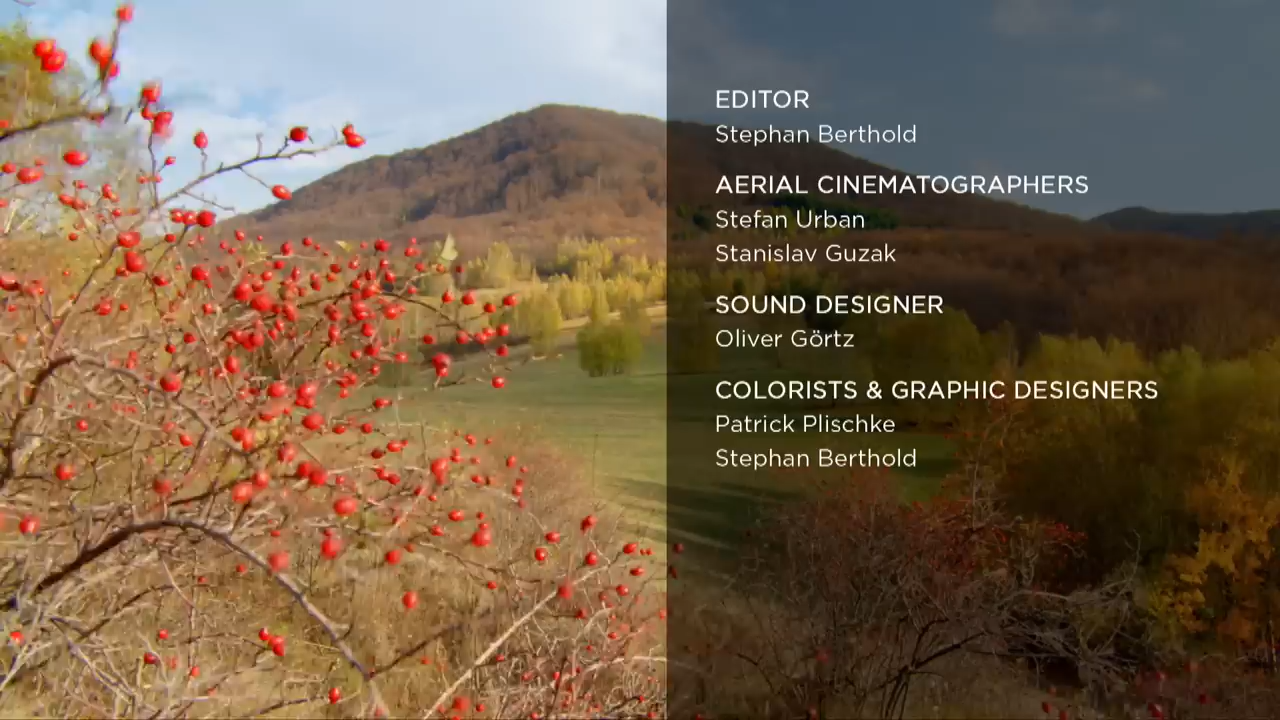 EDITOR
Stephan Berthold
AERIAL CINEMATOGRAPHERS
Stefan Urban
Stanislav Guzak
SOUND DESIGNER
Oliver Görtz
COLORISTS & GRAPHIC DESIGNERS
Patrick Plischke
Stephan Berthold